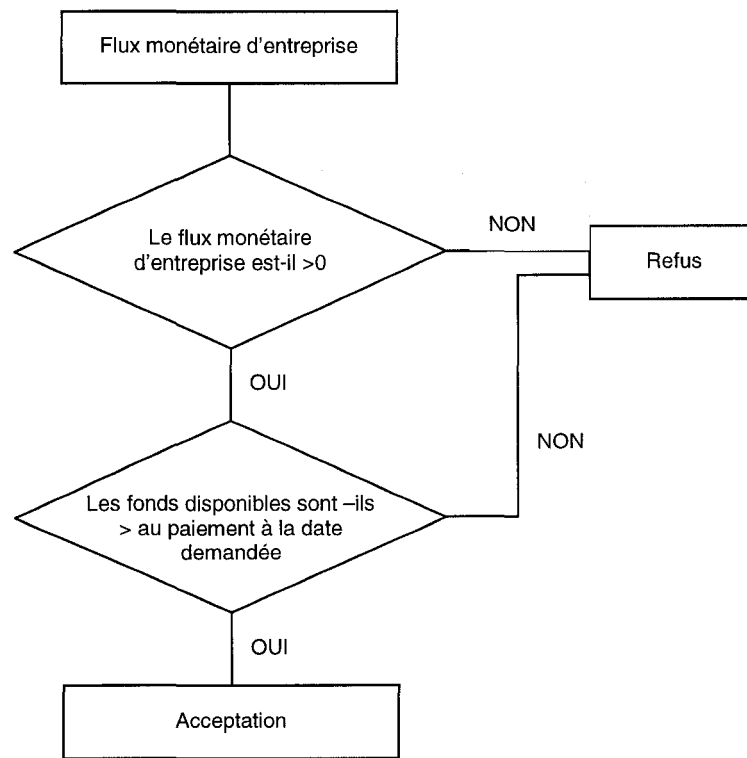 Flux monétaire d'entreprise
Le flux monétaire
d'entreprise est-il >0
NON
Refus
OUI
NON
Les fonds disponibles sont –ils
> au paiement à la date
demandée
OUI
Acceptation